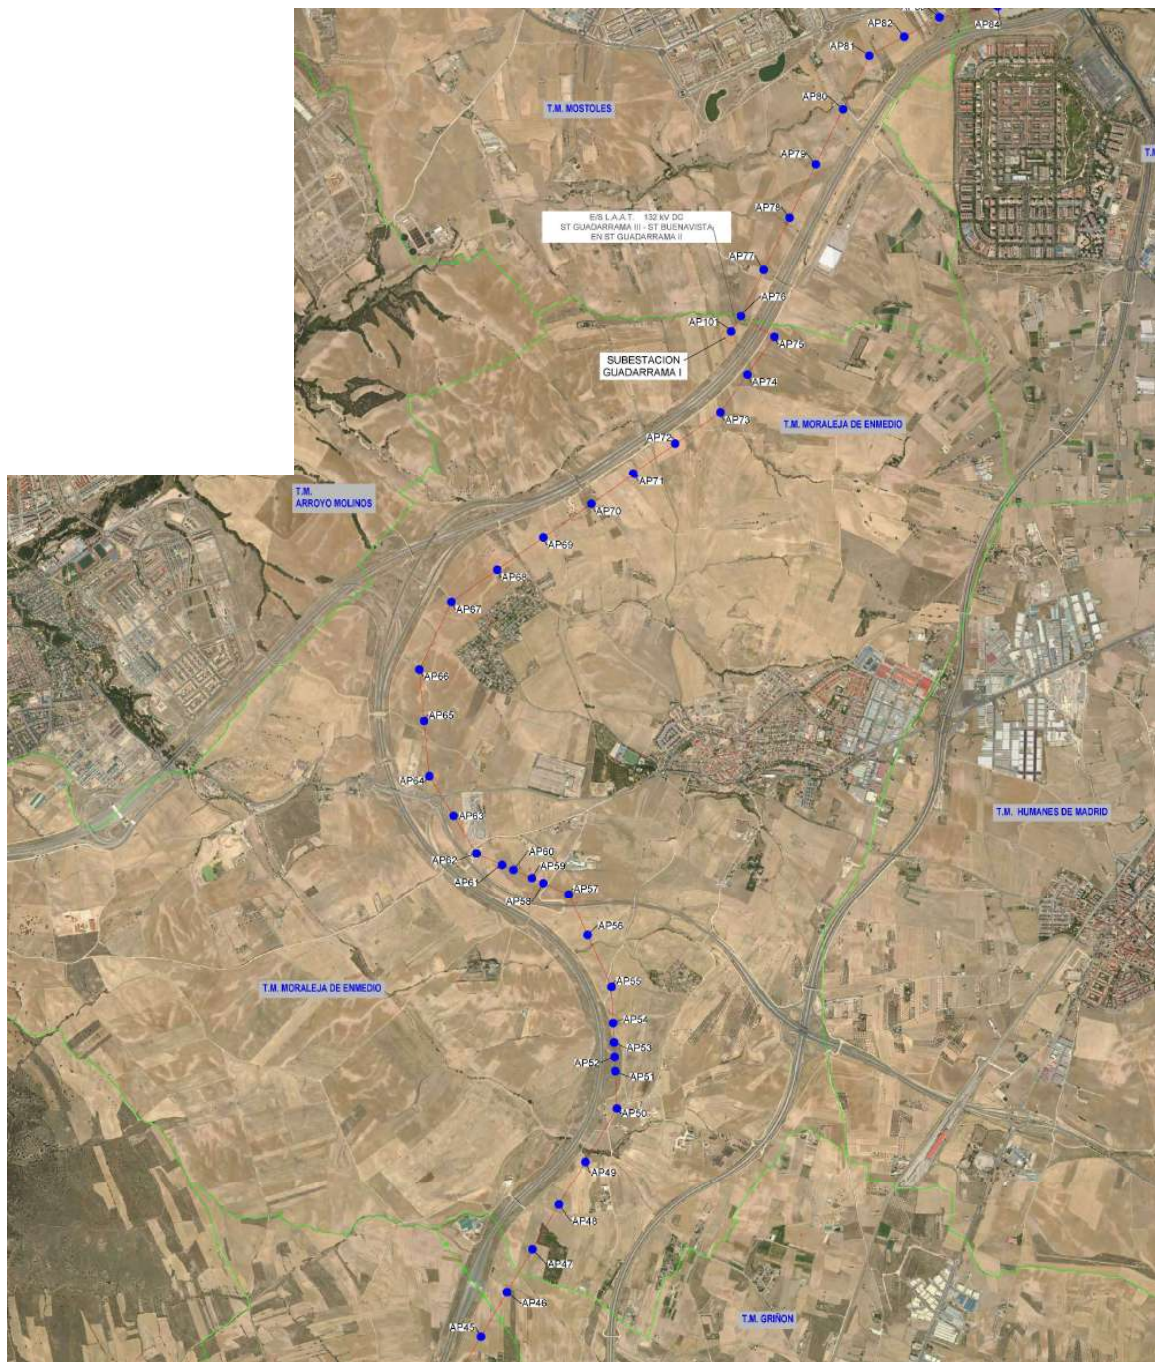 AP82
AP84
AP81
AP80
T.M. MOSTOLES
AP79
AP78
E/S L.A.A.T. 132 kV DC
ST GUADARRAMA III - ST BUENAVISTA
EN ST GUADARRAMA II
AP77
AP76
AP101
AP75
SUBESTACION
GUADARRAMA I
AP74
AP73
T.M. MORALEJA DE ENMEDIO
AP72
AP71
T.M.
ARROYO MOLINOS
AP70
AP69
AP68
AP67
AP66
AP65
AP64
AP63
T.M. HUMANES DE MADRID
AP62
AP60
AP59
AP61
AP57
AP58
AP56
AP55
T.M. MORALEJA DE ENMEDIO
AP54
AP53
AP52
AP51
AP50
AP49
AP48
AP47
AP46
T.M. GRIÑON
AP45